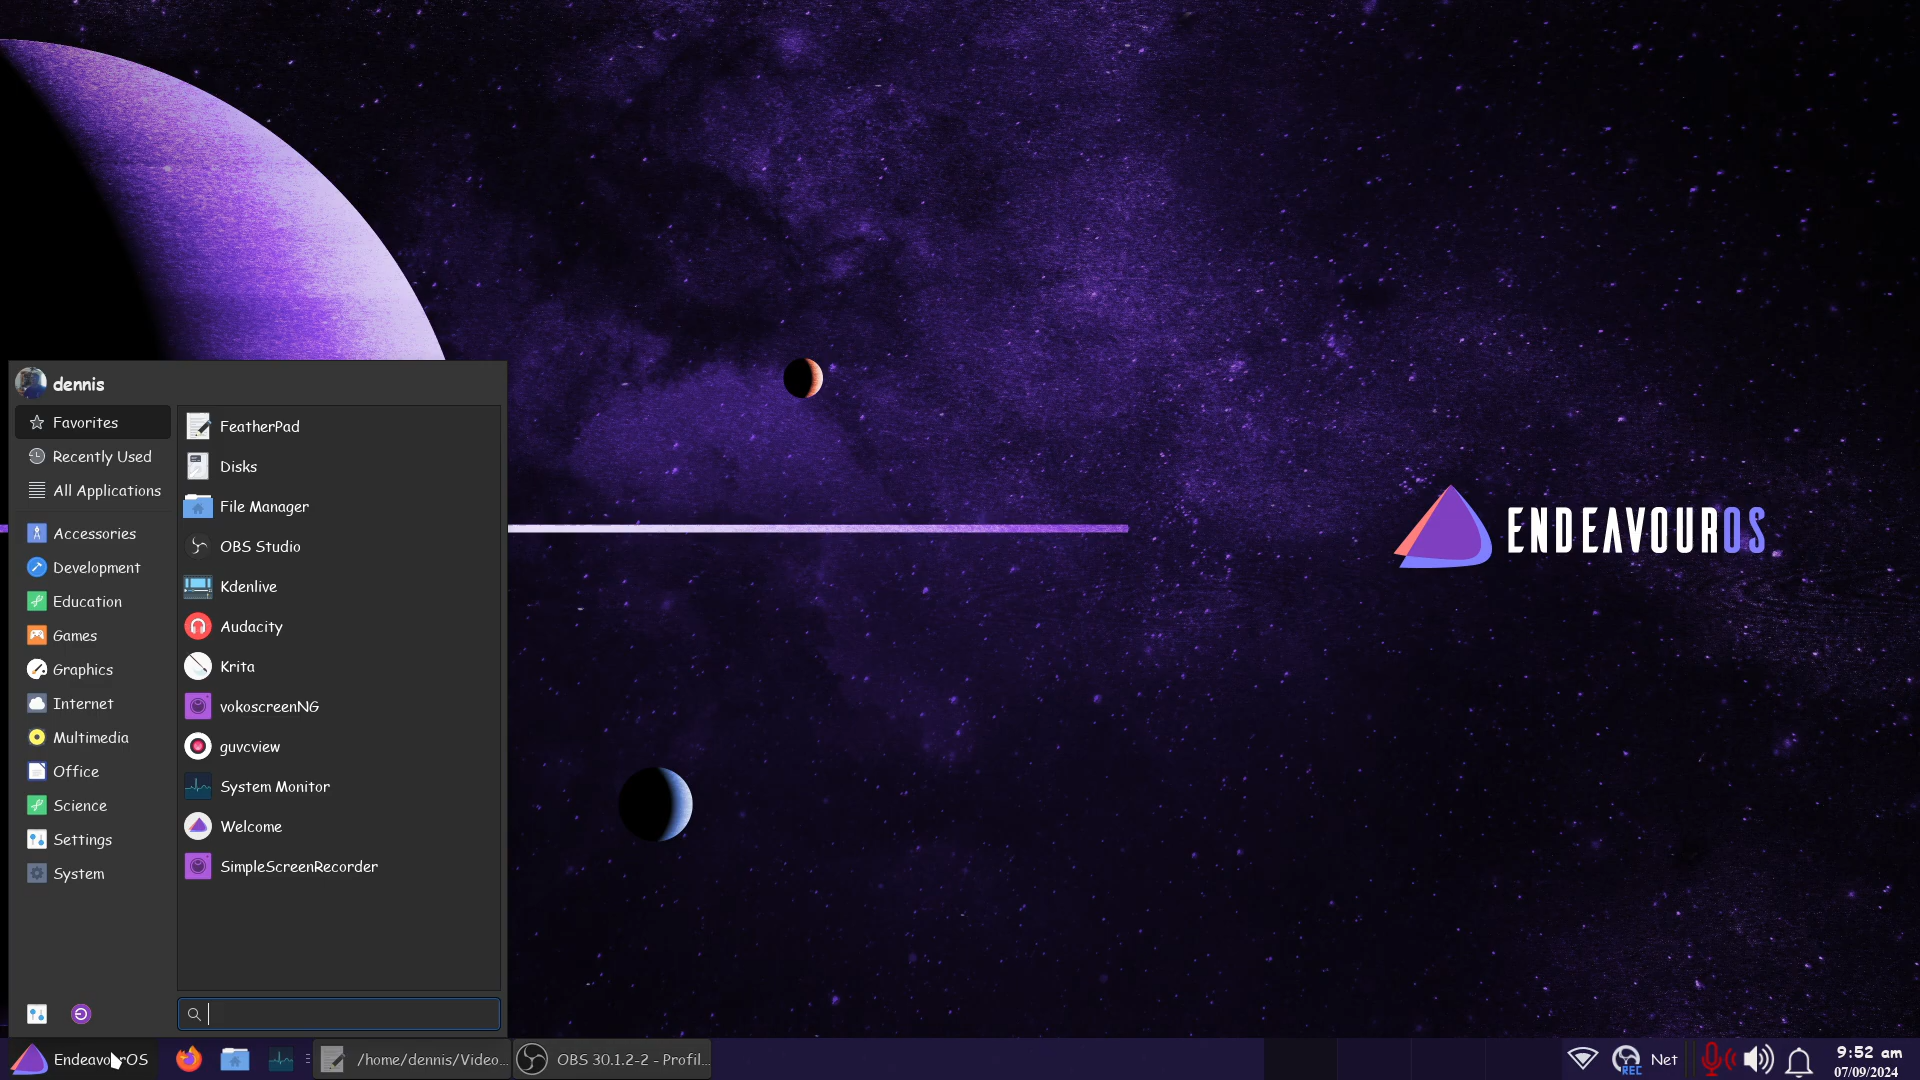 dennis
Favorites
Recently Used
All Applications
Accessories
Development
Education
Games
Graphics
Internet
Multimedia
Office
Science
Settings
System
FeatherPad
Disks
File Manager
OBS Studio
Kdenlive
Audacity
Krita
vokoscreenNG
guvcview
System Monitor
Welcome
SimpleScreenRecorder
ENDEAVOUROS
EndeavourOS
/home/dennis/Video...
OBS 30.1.2-2 - Profil...
REC
Net
9:52 am
07/09/2024